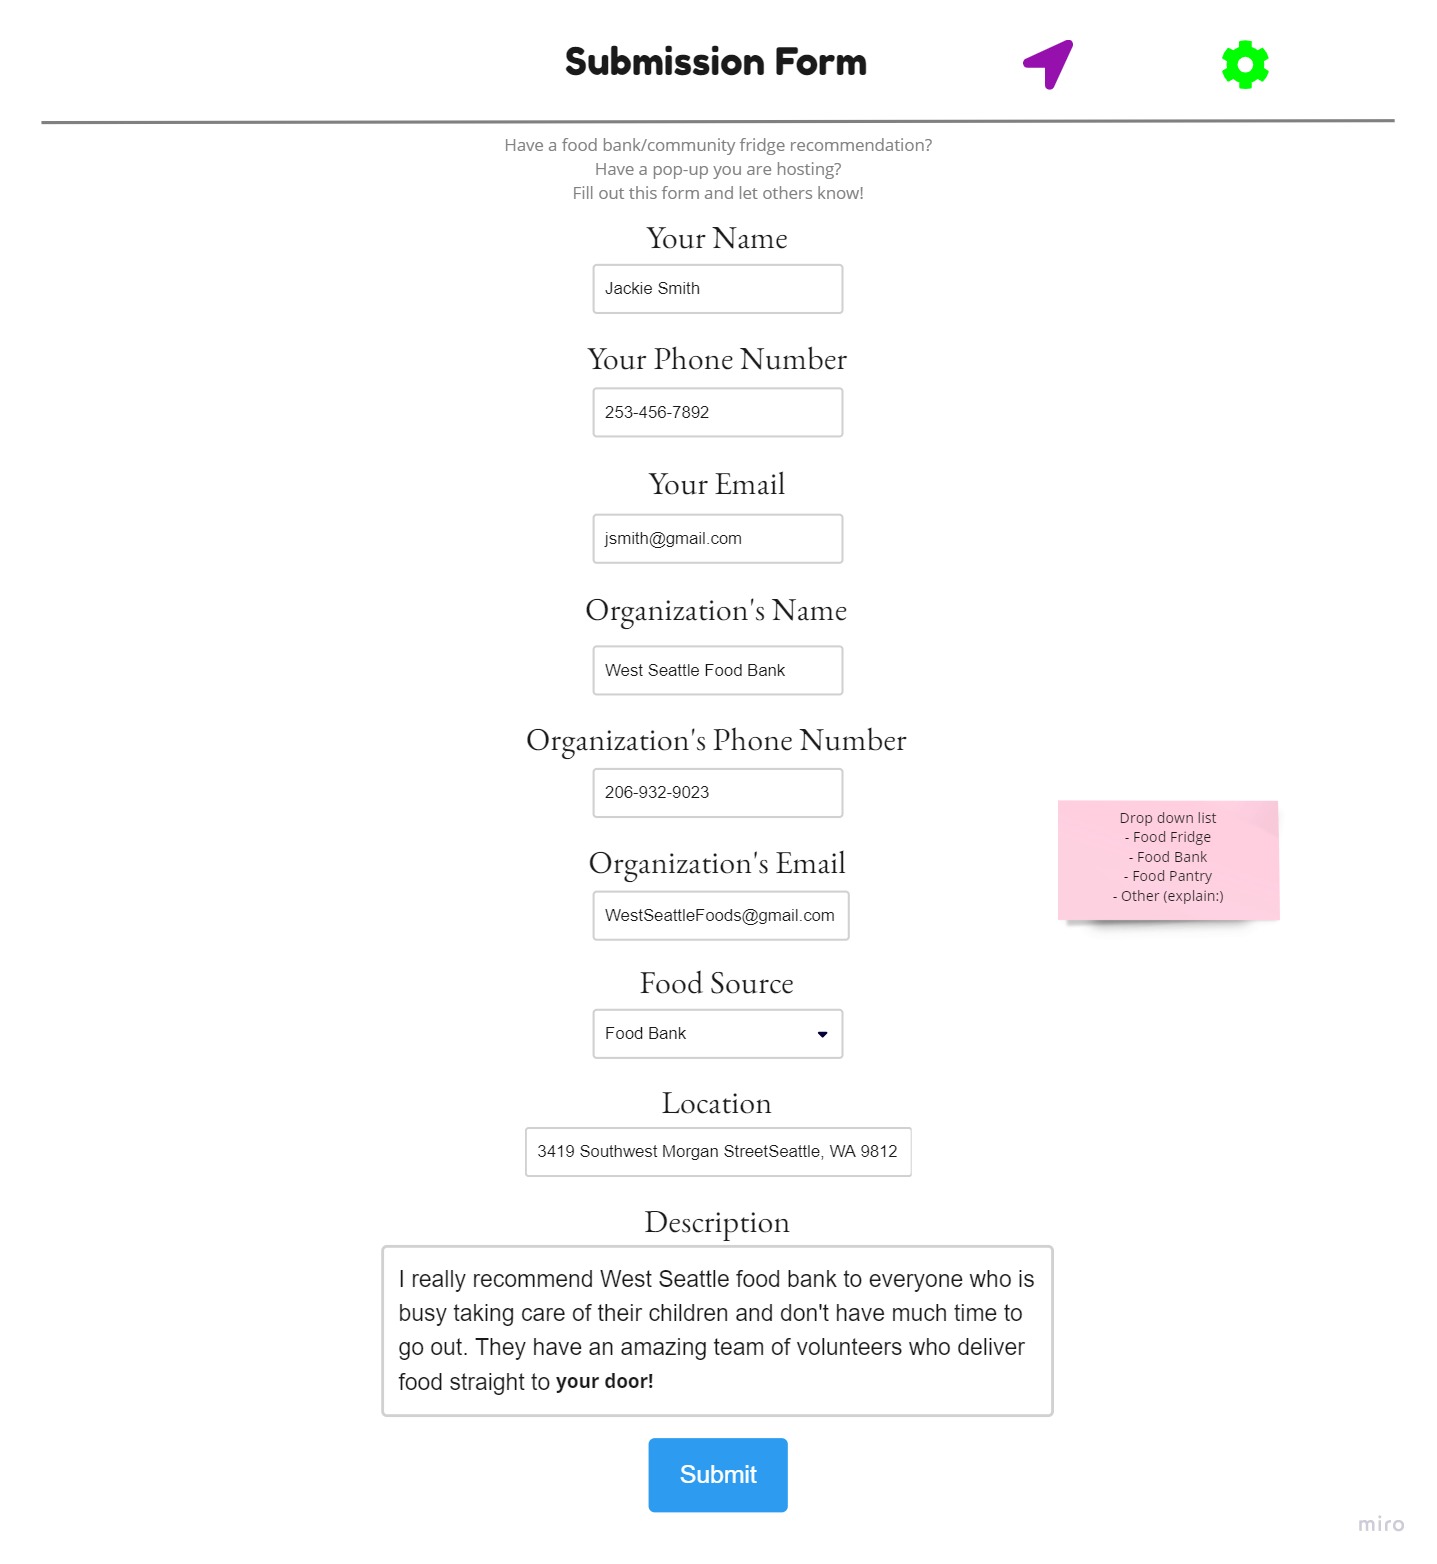 Submission Form
Have a food bank/community fridge recommendation?
Have a pop-up you are hosting?
Fill out this form and let others know!
Your Name
Jackie Smith
Your Phone Number
253-456-7892
Your Email
jsmith@gmail.com
Organization's Name
West Seattle Food Bank
Organization's Phone Number
206-932-9023
Drop down list
- Food Fridge
- Food Bank
- Food Pantry
- Other (explain:)
Organization's Email
WestSeattleFoods@gmail.com
Food Source
Food Bank
Location
3419 Southwest Morgan StreetSeattle, WA 9812
Description
I really recommend West Seattle food bank to everyone who is
busy taking care of their children and don't have much time to
go out. They have an amazing team of volunteers who deliver
food straight to your door!
Submit
miro